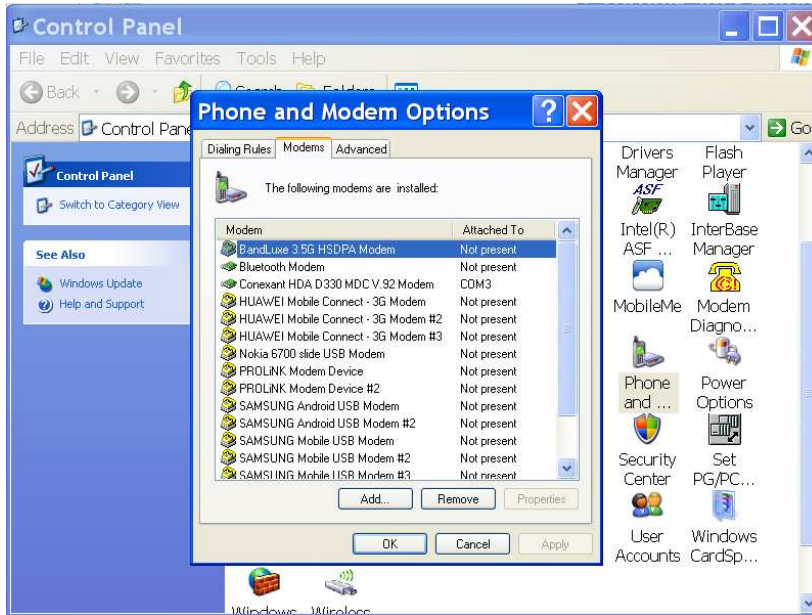 Control Panel
File Edit View Favorites Tools Help
Back Search Folders
Address Control Pane Go
Control Panel
Switch to Category View
See Also
Windows Update
Help and Support
Phone and Modem Options
Dialing Rules Modems Advanced
The following modems are installed:
Modem Attached To
BandLuxe 3.5G HSDPA Modem Not present
Bluetooth Modem Not present
Conexant HDA D330 MDC V.92 Modem COM3
HUAWEI Mobile Connect - 3G Modem Not present
HUAWEI Mobile Connect - 3G Modem #2 Not present
HUAWEI Mobile Connect - 3G Modem #3 Not present
Nokia 6700 slide USB Modem Not present
PROLiNK Modem Device Not present
PROLiNK Modem Device #2 Not present
SAMSUNG Android USB Modem Not present
SAMSUNG Android USB Modem #2 Not present
SAMSUNG Mobile USB Modem Not present
SAMSUNG Mobile USB Modem #2 Not present
SAMSUNG Mobile USB Modem #3 Not present
Add... Remove Properties
OK Cancel Apply
Drivers Flash
Manager Player
ASF
Intel(R) InterBase
ASF ... Manager
MobileMe Modem
Diagno...
Phone Power
and ... Options
Security Set
Center PG/PC...
User Windows
Accounts CardSp...
Windows Wireless